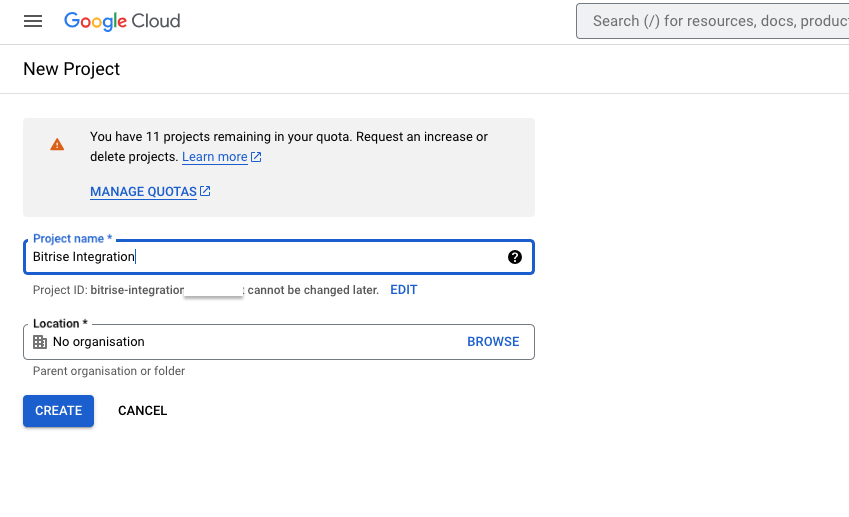 Google Cloud
Search (/) for resources, docs, product
New Project
You have 11 projects remaining in your quota. Request an increase or
delete projects. Learn more
MANAGE QUOTAS
Project name *
Bitrise Integration
Project ID: bitrise-integration cannot be changed later. EDIT
Location *
No organisation BROWSE
Parent organisation or folder
CREATE CANCEL